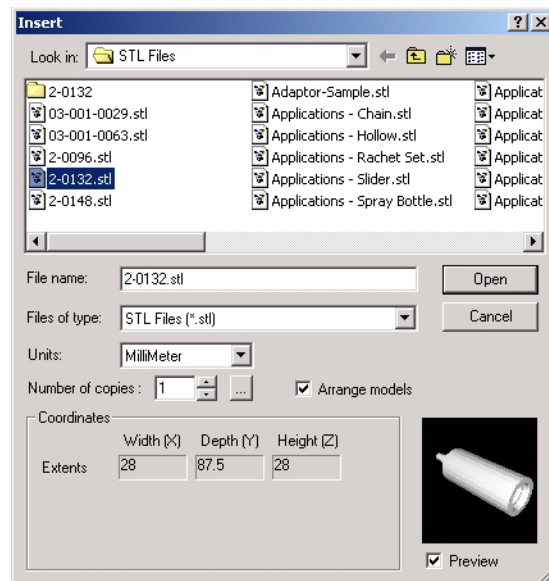 Insert
Look in: STL Files
2-0132 Adaptor-Sample.stl Applicat
03-001-0029.stl Applications - Chain.stl Applicat
03-001-0063.stl Applications - Hollow.stl Applicat
2-0096.stl Applications - Rachet Set.stl Applicat
2-0132.stl Applications - Slider.stl Applicat
2-0148.stl Applications - Spray Bottle.stl Applicat
File name: 2-0132.stl Open
Files of type: STL Files (*.stl) Cancel
Units: MilliMeter
Number of copies : 1 ... Arrange models
Coordinates
Width (X) Depth (Y) Height (Z)
Extents 28 87.5 28
Preview